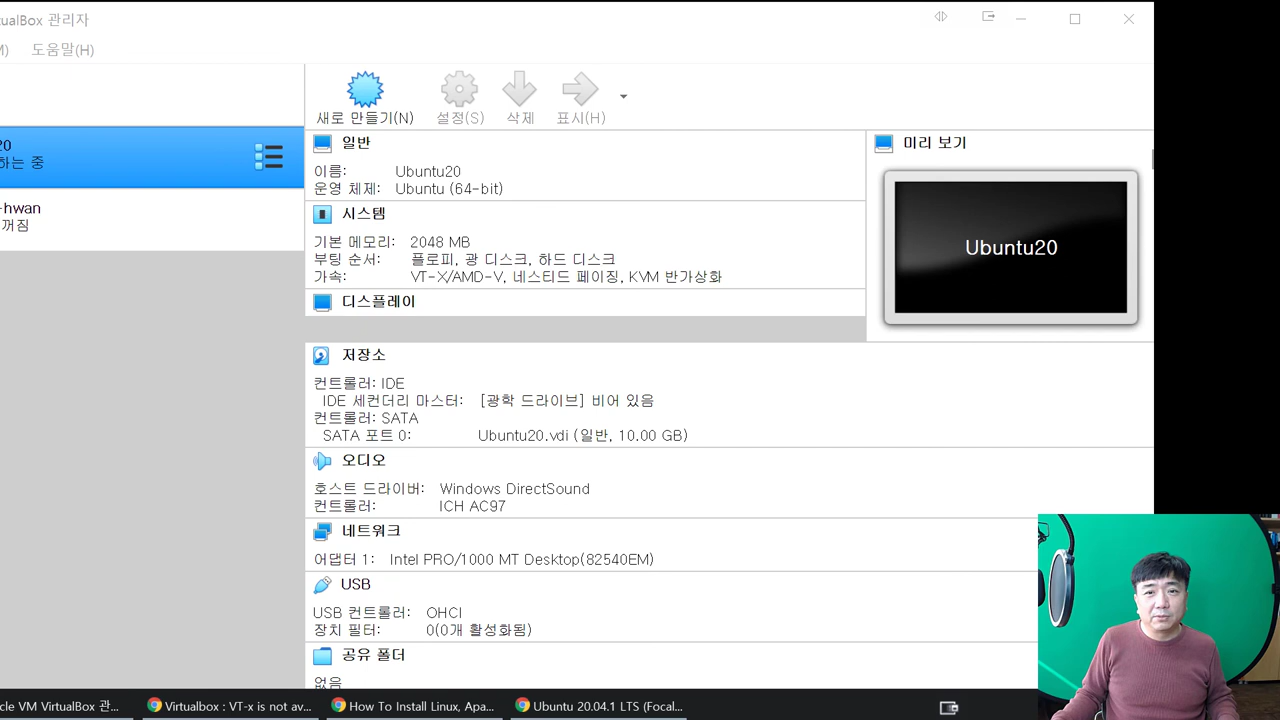 tualBox 관리자
M) 도움말(H)
새로 만들기(N) 설정(S) 삭제 표시(H)
20
하는 중
-hwan
꺼짐
일반
이름: Ubuntu20
운영 체제: Ubuntu (64-bit)
시스템
기본 메모리: 2048 MB
부팅 순서: 플로피, 광 디스크, 하드 디스크
가속: VT-X/AMD-V, 네스티드 페이징, KVM 반가상화
디스플레이
미리 보기
Ubuntu20
저장소
컨트롤러: IDE
IDE 세컨더리 마스터: [광학 드라이브] 비어 있음
컨트롤러: SATA
SATA 포트 0: Ubuntu20.vdi (일반, 10.00 GB)
오디오
호스트 드라이버: Windows DirectSound
컨트롤러: ICH AC97
네트워크
어댑터 1: Intel PRO/1000 MT Desktop(82540EM)
USB
USB 컨트롤러: OHCI
장치 필터: 0(0개 활성화됨)
공유 폴더
없음
cle VM VirtualBox 관... Virtualbox : VT-x is not av... How To Install Linux, Apa... Ubuntu 20.04.1 LTS (Focal...